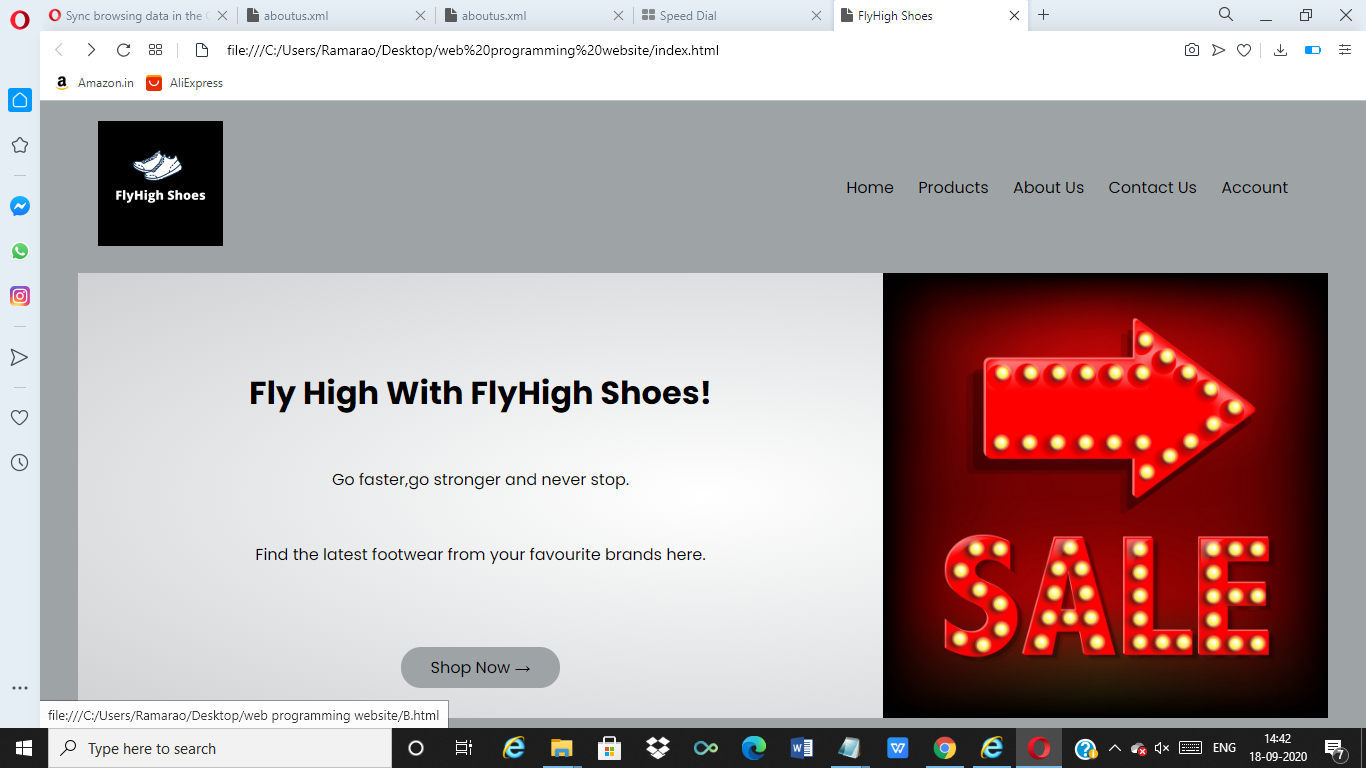 Sync browsing data in the
aboutus.xml
aboutus.xml
Speed Dial
FlyHigh Shoes
file:///C:/Users/Ramarao/Desktop/web%20programming%20website/index.html
Amazon.in
AliExpress
FlyHigh Shoes
Home Products About Us Contact Us Account
Fly High With FlyHigh Shoes!
Go faster,go stronger and never stop.
Find the latest footwear from your favourite brands here.
Shop Now →
SALE
file:///C:/Users/Ramarao/Desktop/web programming website/B.html
Type here to search
ENG
14:42
18-09-2020
7